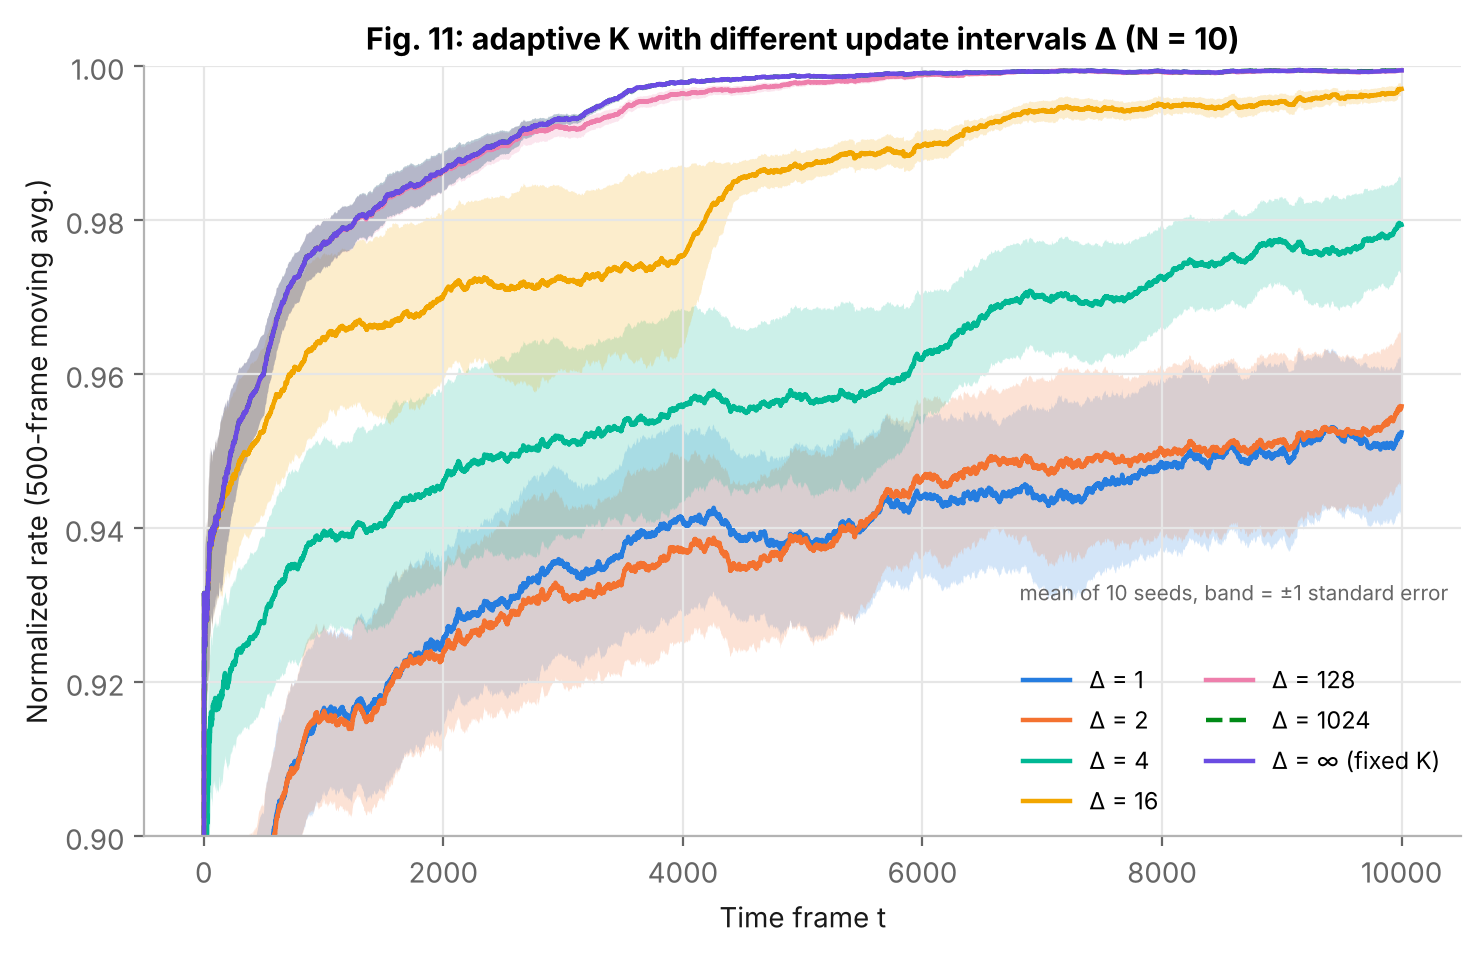 Fig. 11: adaptive K with different update intervals Δ (N = 10)
Normalized rate (500-frame moving avg.)
1.00
0.98
0.96
0.94
0.92
0.90
mean of 10 seeds, band = ±1 standard error
Δ = 1
Δ = 2
Δ = 4
Δ = 16
Δ = 128
Δ = 1024
Δ = ∞ (fixed K)
0 2000 4000 6000 8000 10000
Time frame t